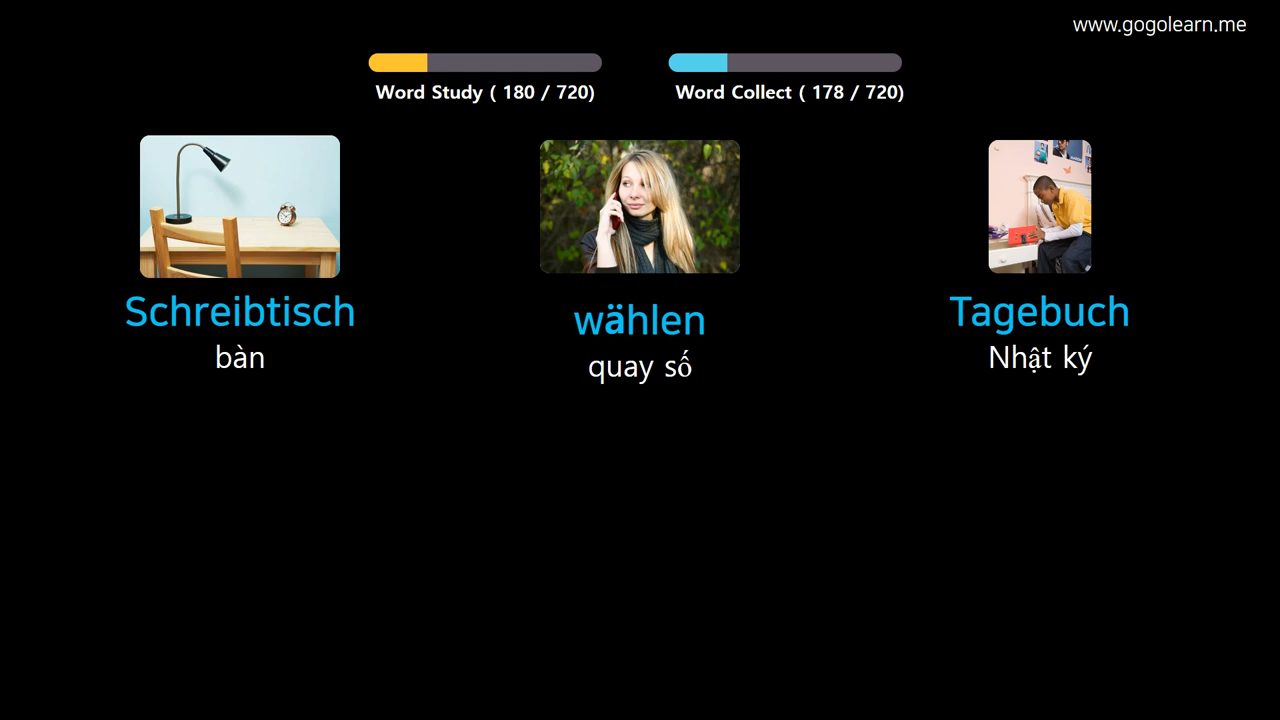 www.gogolearn.me
Word Study ( 180 / 720)
Word Collect ( 178 / 720)
Schreibtisch
bàn
wählen
quay số
Tagebuch
Nhật ký